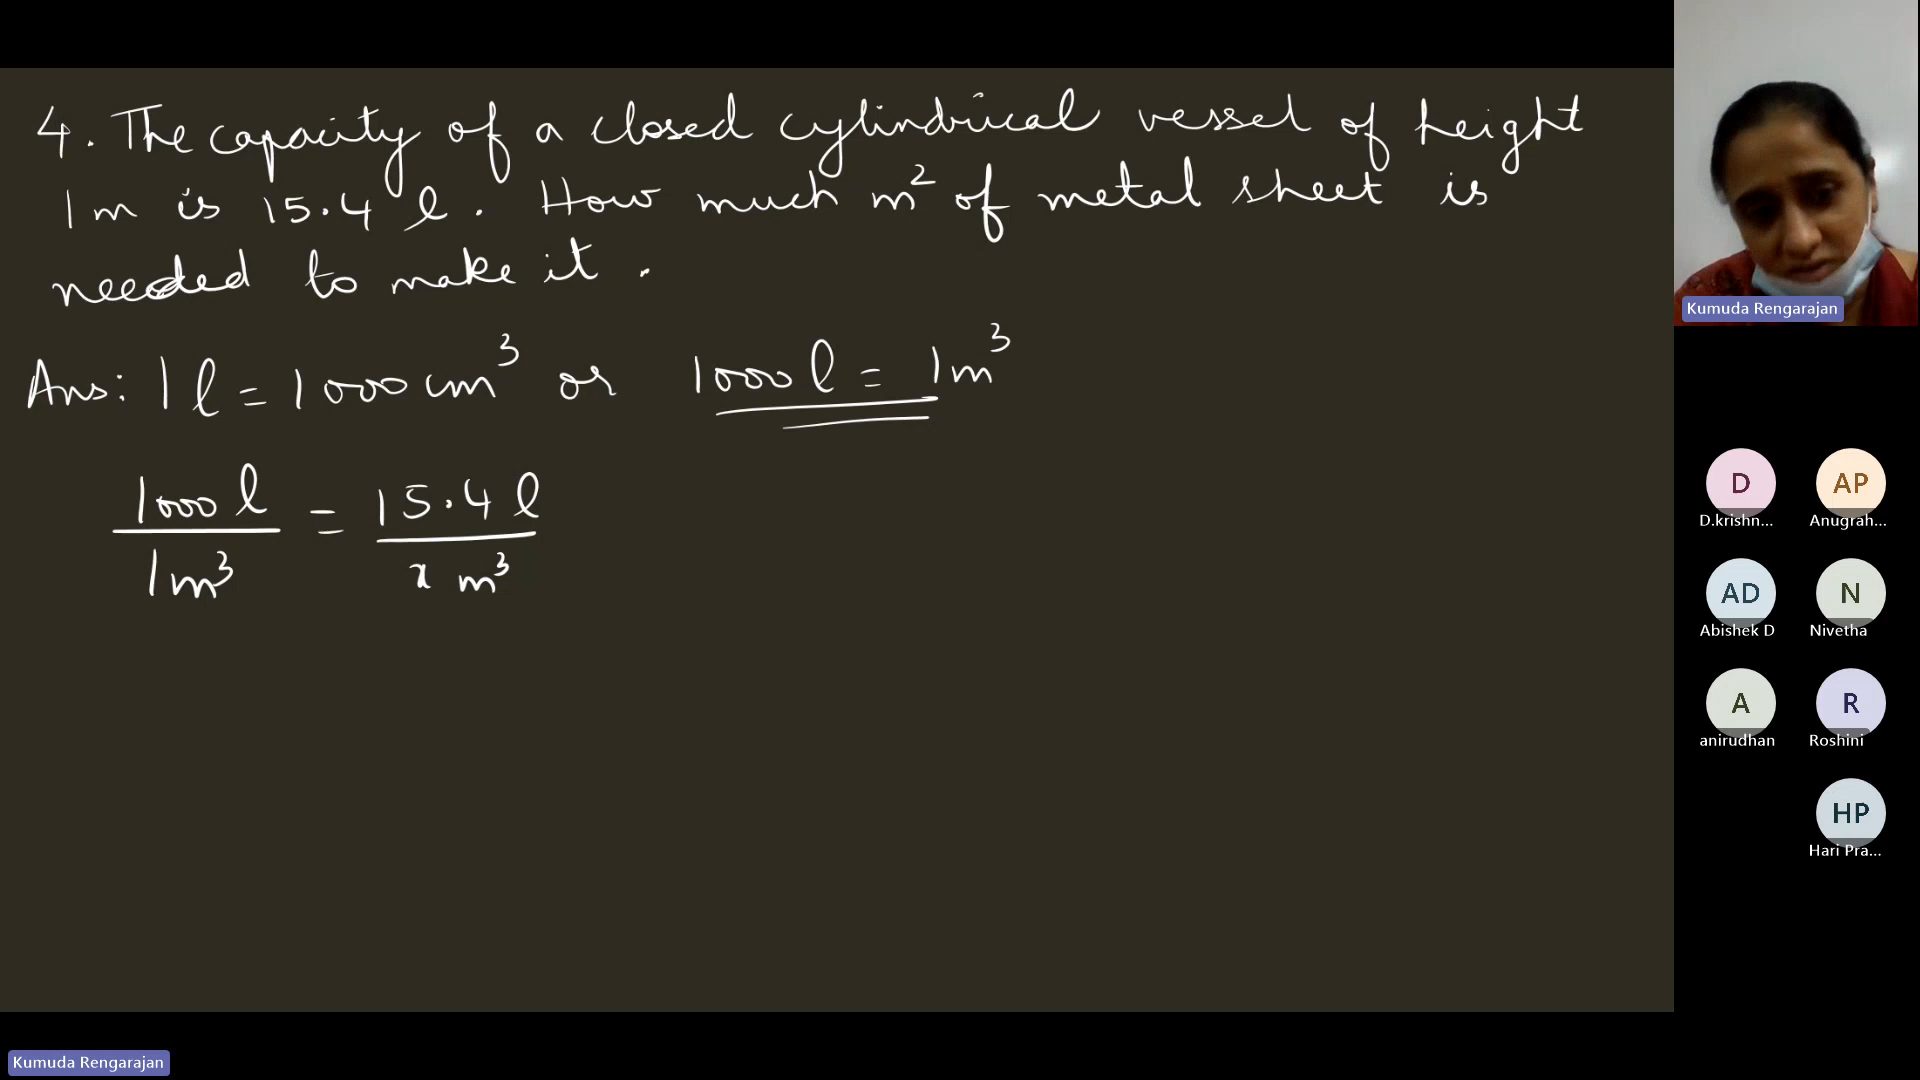 4. The capacity of a closed cylindrical vessel of height
1m is 15.4 l. How much m² of metal sheet is
needed to make it.
Ans: 1 l = 1000 cm³ or 1000 l = 1m³
1000 l / 1m³ = 15.4 l / x m³
Kumuda Rengarajan
D
AP
D.krishn...
Anugrah...
AD
N
Abishek D
Nivetha
A
R
anirudhan
Roshini
HP
Hari Pra...
Kumuda Rengarajan